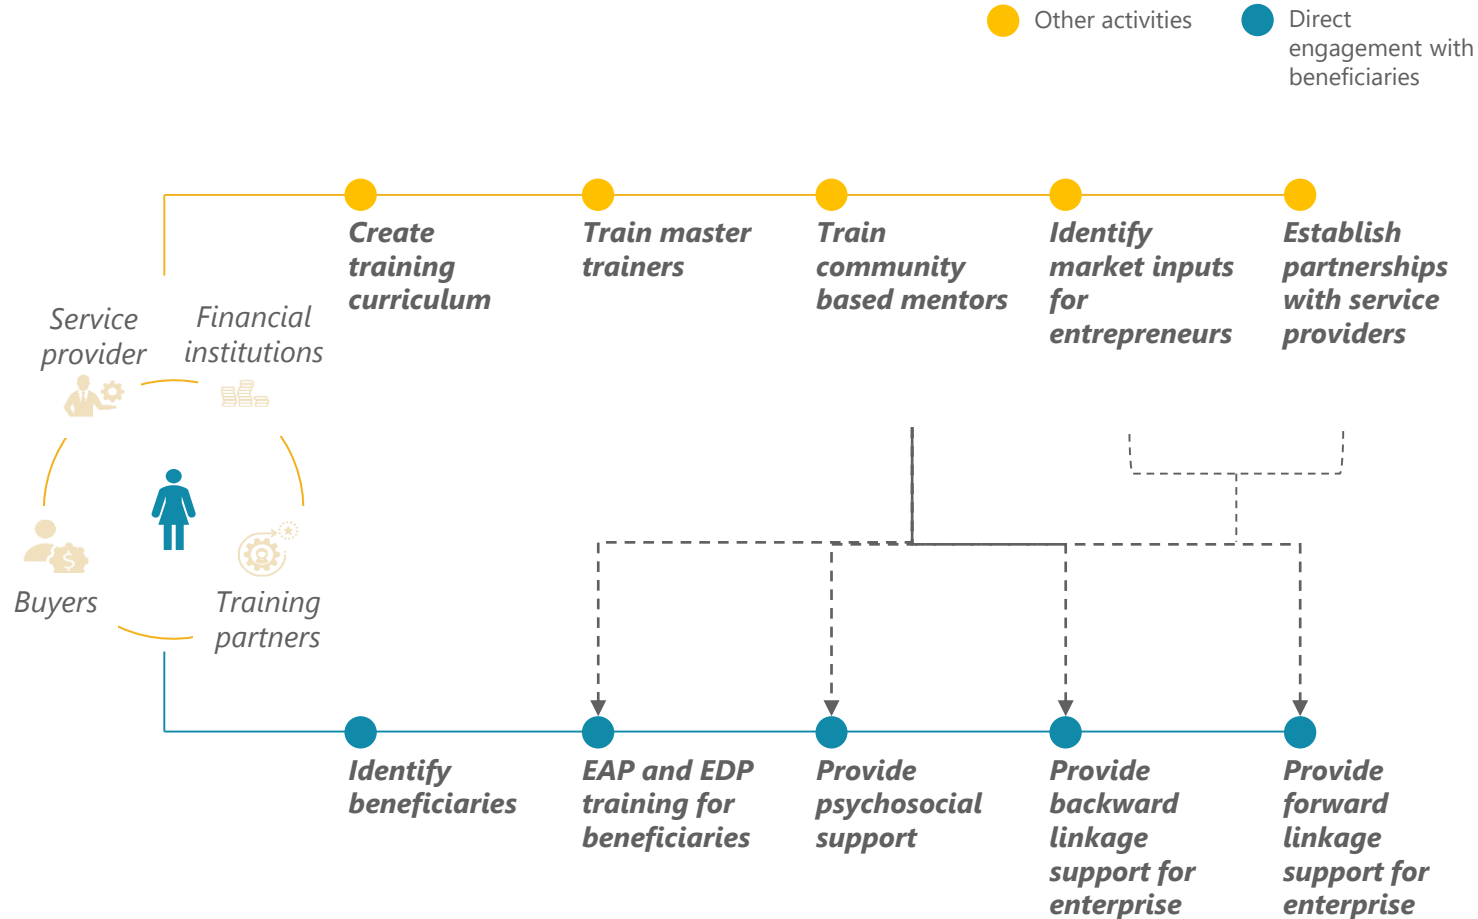 Other activities
Direct
engagement with
beneficiaries
Create
training
curriculum
Train master
trainers
Train
community
based mentors
Identify
market inputs
for
entrepreneurs
Establish
partnerships
with service
providers
Service
provider
Financial
institutions
Buyers
Training
partners
Identify
beneficiaries
EAP and EDP
training for
beneficiaries
Provide
psychosocial
support
Provide
backward
linkage
support for
enterprise
Provide
forward
linkage
support for
enterprise